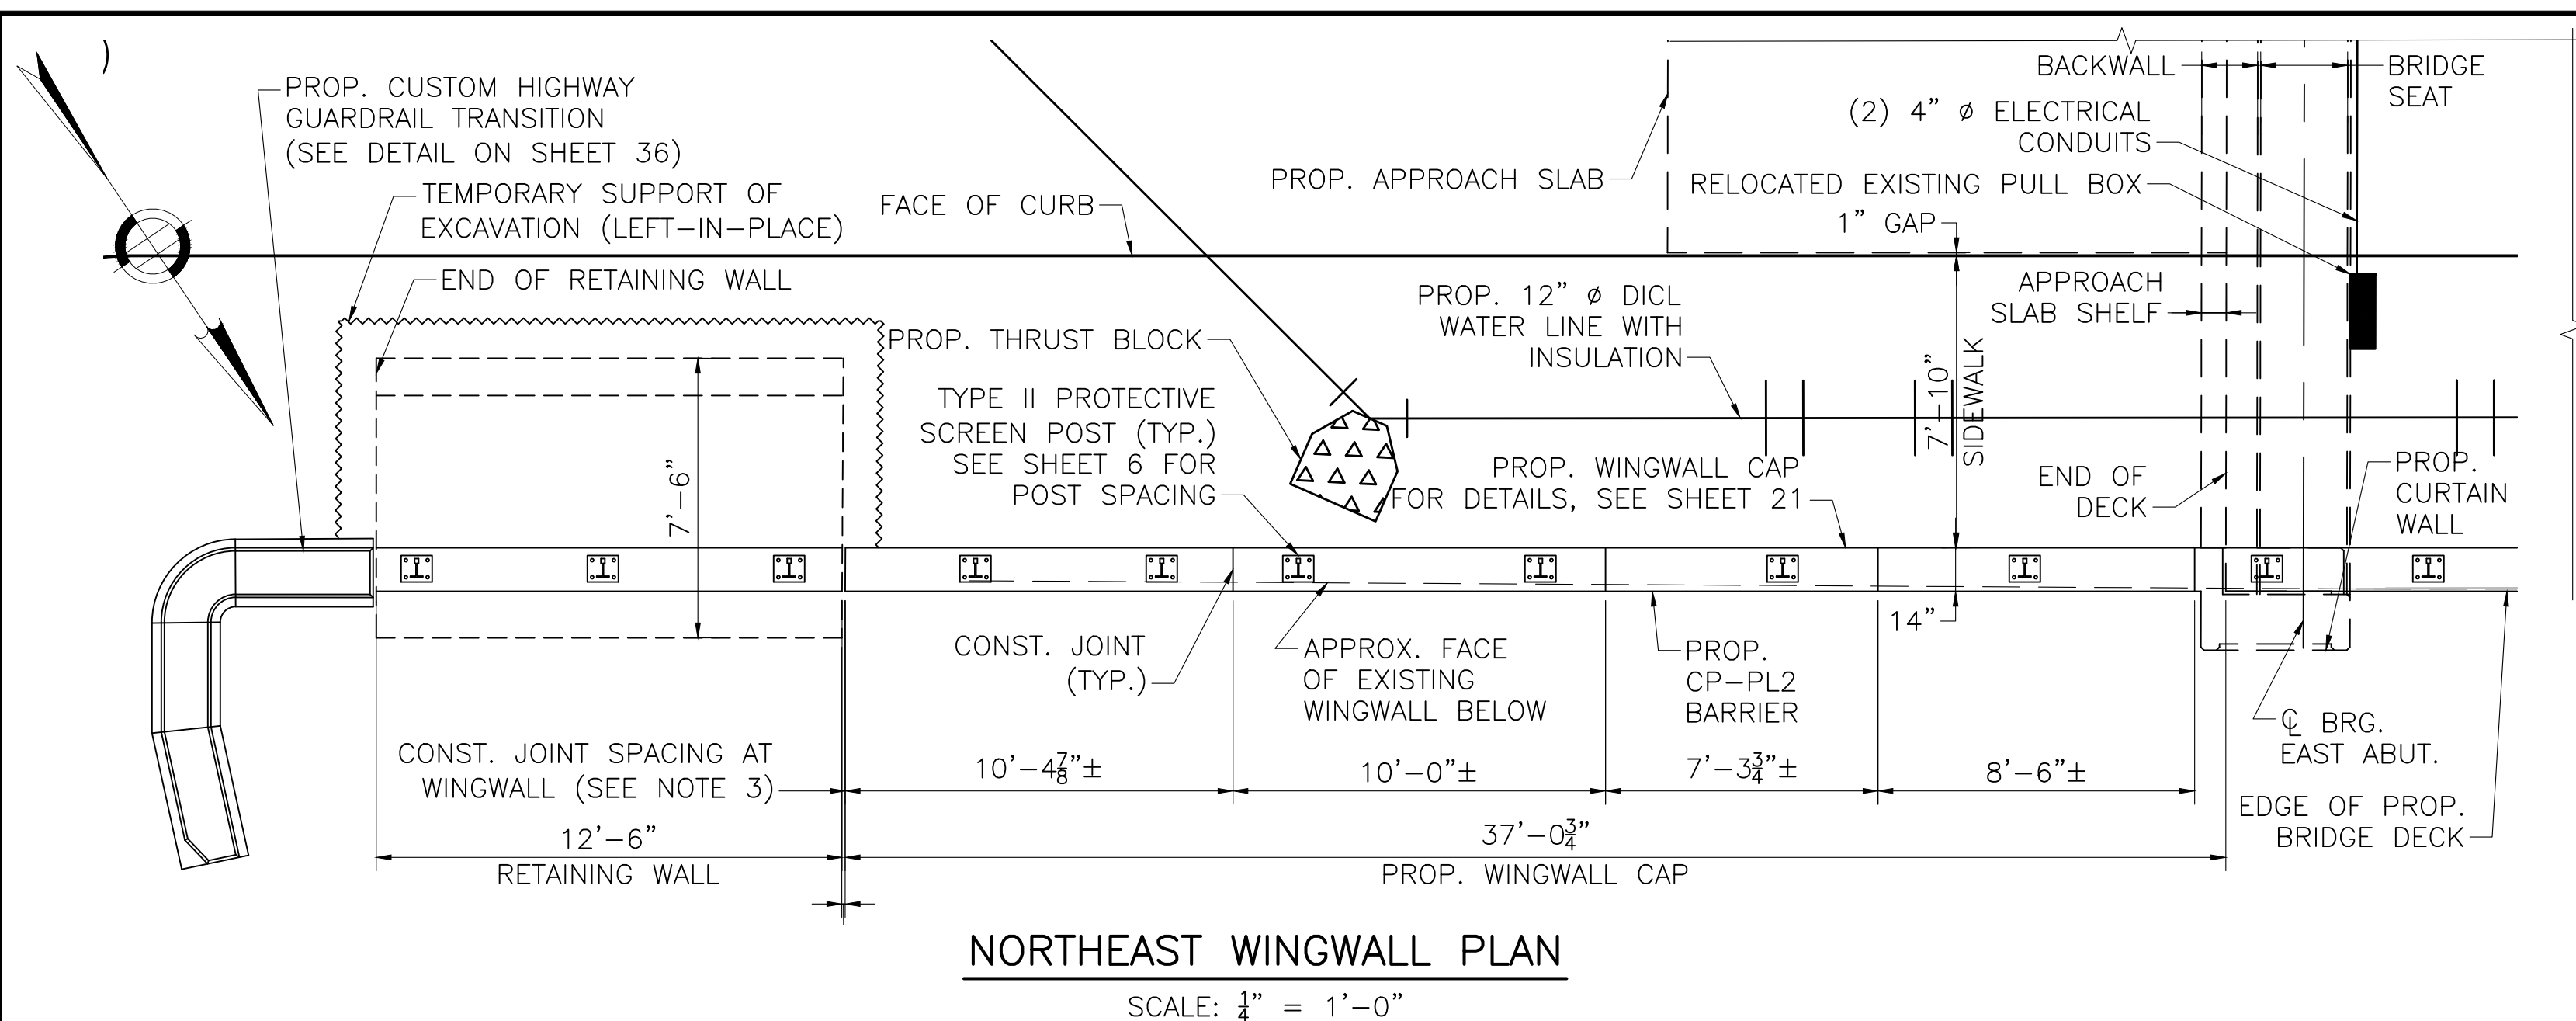 )
PROP. CUSTOM HIGHWAY
GUARDRAIL TRANSITION
(SEE DETAIL ON SHEET 36)
TEMPORARY SUPPORT OF
EXCAVATION (LEFT-IN-PLACE)
END OF RETAINING WALL
FACE OF CURB
PROP. APPROACH SLAB
BACKWALL
BRIDGE
SEAT
(2) 4" ø ELECTRICAL
CONDUITS
RELOCATED EXISTING PULL BOX
1" GAP
APPROACH
SLAB SHELF
PROP. 12" ø DICL
WATER LINE WITH
INSULATION
PROP. THRUST BLOCK
TYPE II PROTECTIVE
SCREEN POST (TYP.)
SEE SHEET 6 FOR
POST SPACING
7'-10"
SIDEWALK
7'-6"
PROP. WINGWALL CAP
FOR DETAILS, SEE SHEET 21
END OF
DECK
PROP.
CURTAIN
WALL
14"
CONST. JOINT
(TYP.)
APPROX. FACE
OF EXISTING
WINGWALL BELOW
PROP.
CP-PL2
BARRIER
℄ BRG.
EAST ABUT.
CONST. JOINT SPACING AT
WINGWALL (SEE NOTE 3)
10'-4⅞"±
10'-0"±
7'-3¾"±
8'-6"±
EDGE OF PROP.
BRIDGE DECK
12'-6"
RETAINING WALL
37'-0¾"
PROP. WINGWALL CAP
NORTHEAST WINGWALL PLAN
SCALE: ¼" = 1'-0"